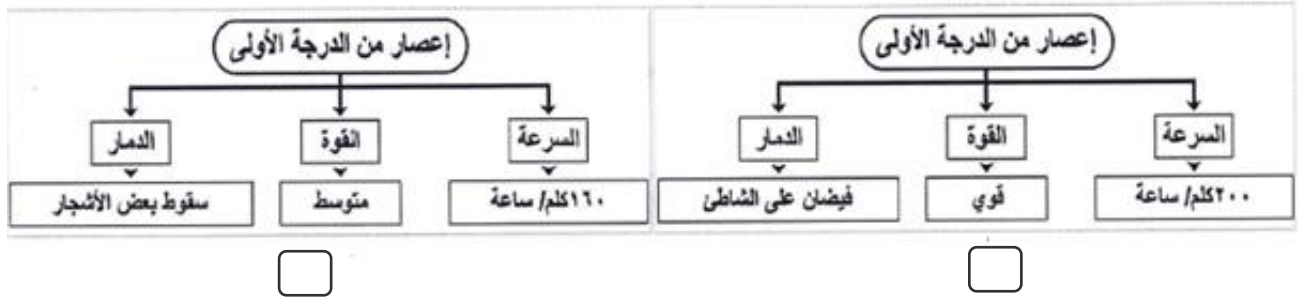 إعصار من الدرجة الأولى
السرعة القوة الدمار
٢٠٠كلم/ ساعة قوي فيضان على الشاطئ
إعصار من الدرجة الأولى
السرعة القوة الدمار
١٦٠كلم/ ساعة متوسط سقوط بعض الأشجار